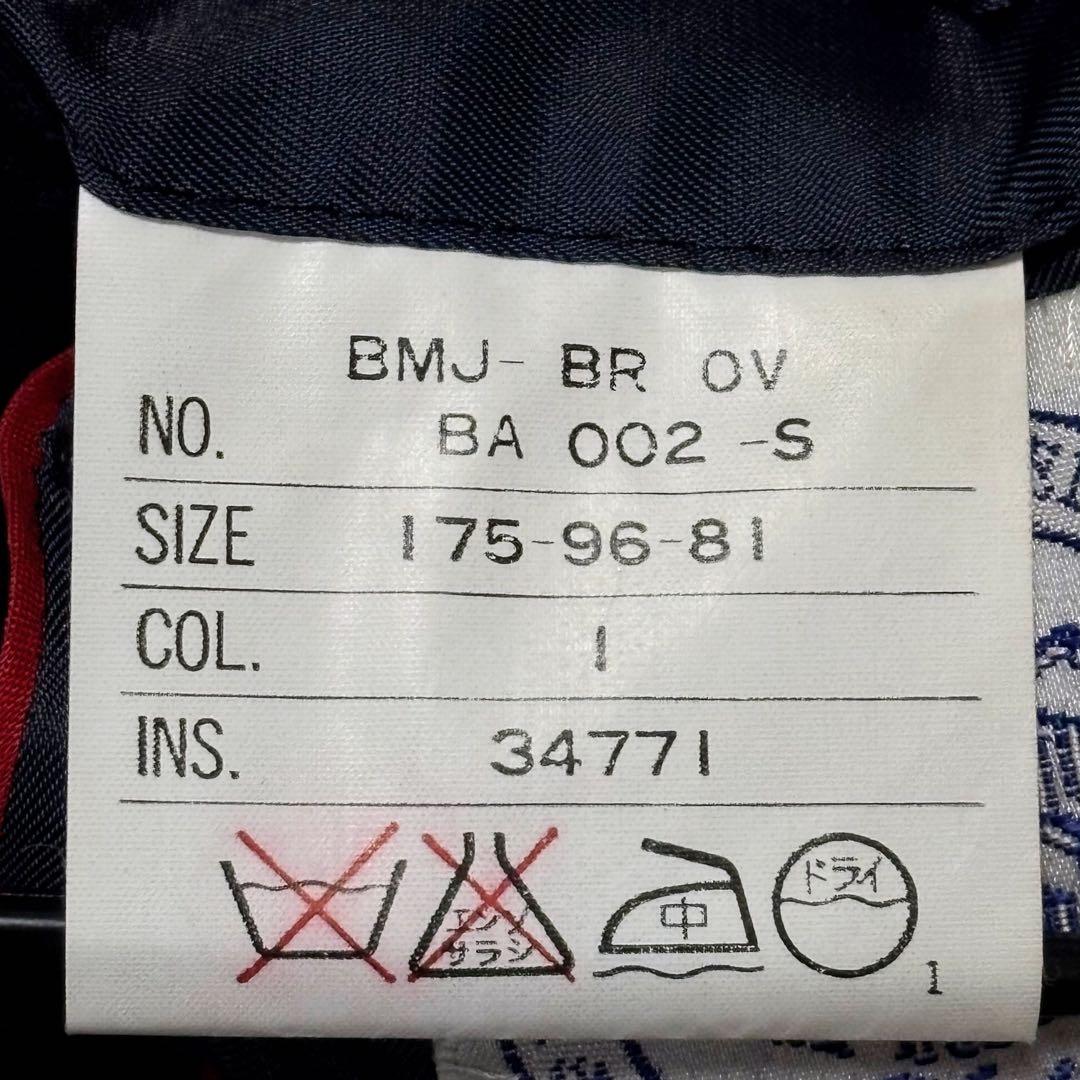 BMJ- BR OV
NO. BA 002 -S
SIZE 175-96-81
COL. 1
INS. 34771
エンソ
サラシ
中
ドライ
1